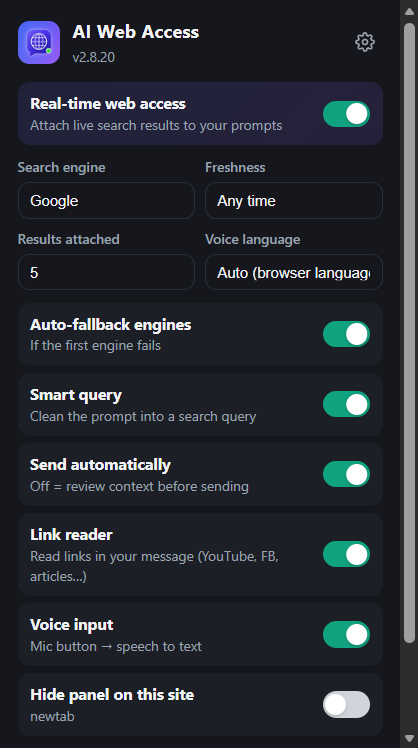 AI Web Access
v2.8.20
Real-time web access
Attach live search results to your prompts
Search engine
Freshness
Google
Any time
Results attached
Voice language
5
Auto (browser language
Auto-fallback engines
If the first engine fails
Smart query
Clean the prompt into a search query
Send automatically
Off = review context before sending
Link reader
Read links in your message (YouTube, FB,
articles...)
Voice input
Mic button → speech to text
Hide panel on this site
newtab